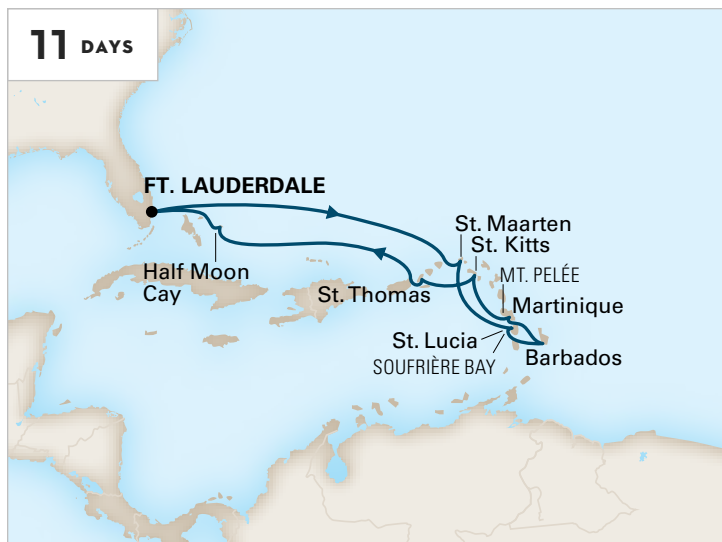 11 DAYS
FT. LAUDERDALE
St. Maarten
St. Kitts
MT. PELÉE
Half Moon
Cay
St. Thomas
Martinique
St. Lucia
Barbados
SOUFRIÈRE BAY